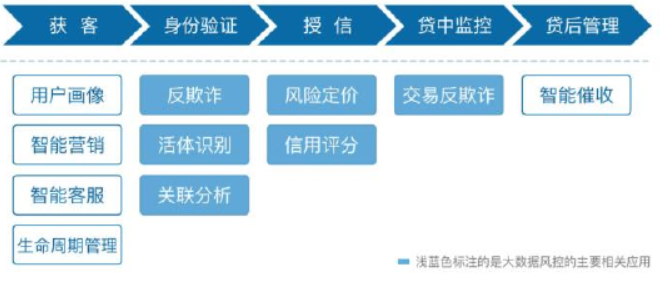 获 客 身份验证 授 信 贷中监控 贷后管理
用户画像 反欺诈 风险定价 交易反欺诈 智能催收
智能营销 活体识别 信用评分
智能客服 关联分析
生命周期管理
浅蓝色标注的是大数据风控的主要相关应用